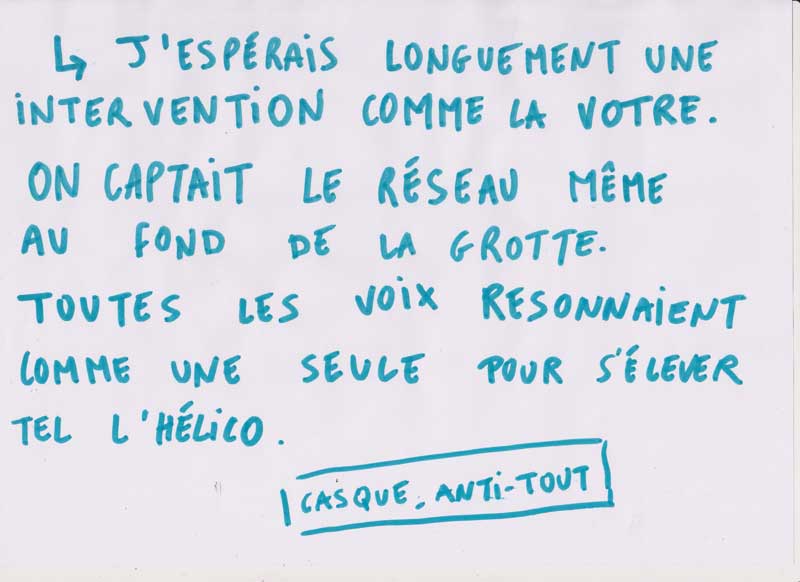 ↳ J'ESPÉRAIS LONGUEMENT UNE
INTERVENTION COMME LA VOTRE.
ON CAPTAIT LE RÉSEAU MÊME
AU FOND DE LA GROTTE.
TOUTES LES VOIX RESONNAIENT
COMME UNE SEULE POUR S'ÉLEVER
TEL L'HÉLICO.
CASQUE. ANTI-TOUT